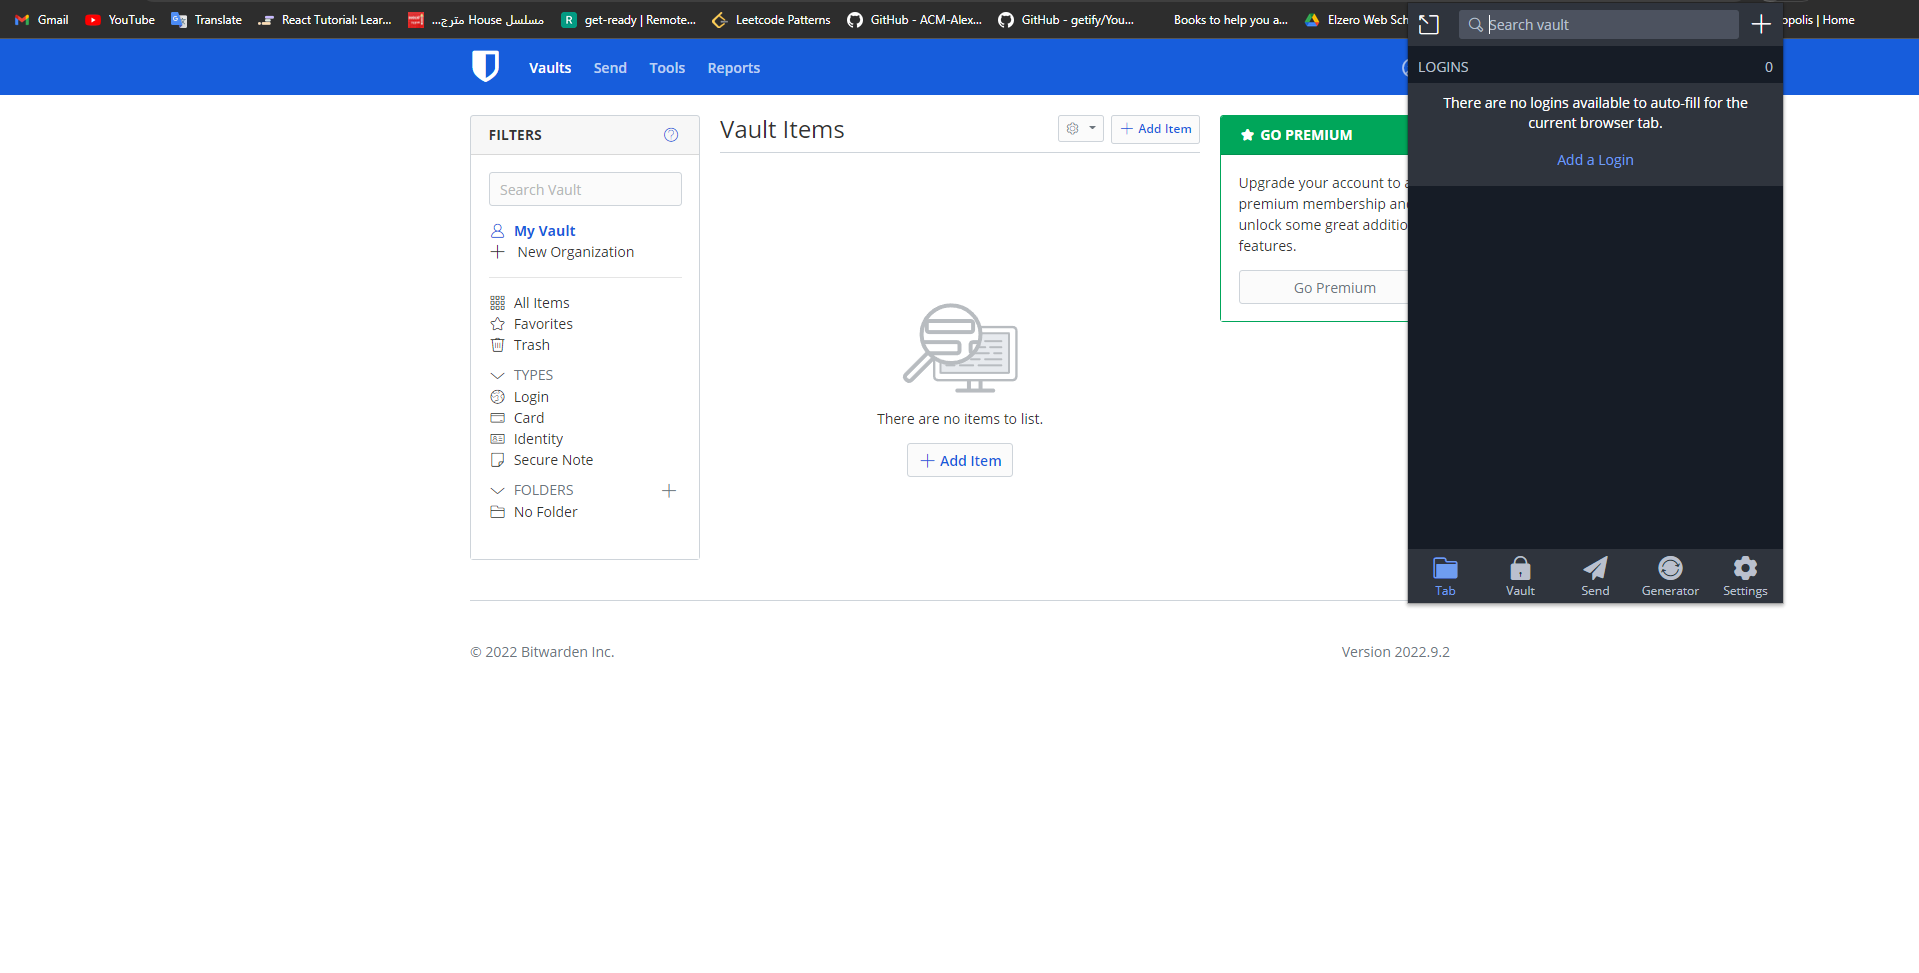 Gmail
YouTube
Translate
React Tutorial: Lear...
مسلسل House مترج...
get-ready | Remote...
Leetcode Patterns
GitHub - ACM-Alex...
GitHub - getify/You...
Books to help you a...
Elzero Web Sch
opolis | Home
Vaults
Send
Tools
Reports
FILTERS
Search Vault
My Vault
New Organization
All Items
Favorites
Trash
TYPES
Login
Card
Identity
Secure Note
FOLDERS
No Folder
Vault Items
Add Item
There are no items to list.
Add Item
GO PREMIUM
Upgrade your account to a
premium membership and
unlock some great additio
features.
Go Premium
Search vault
LOGINS
0
There are no logins available to auto-fill for the
current browser tab.
Add a Login
Tab
Vault
Send
Generator
Settings
© 2022 Bitwarden Inc.
Version 2022.9.2